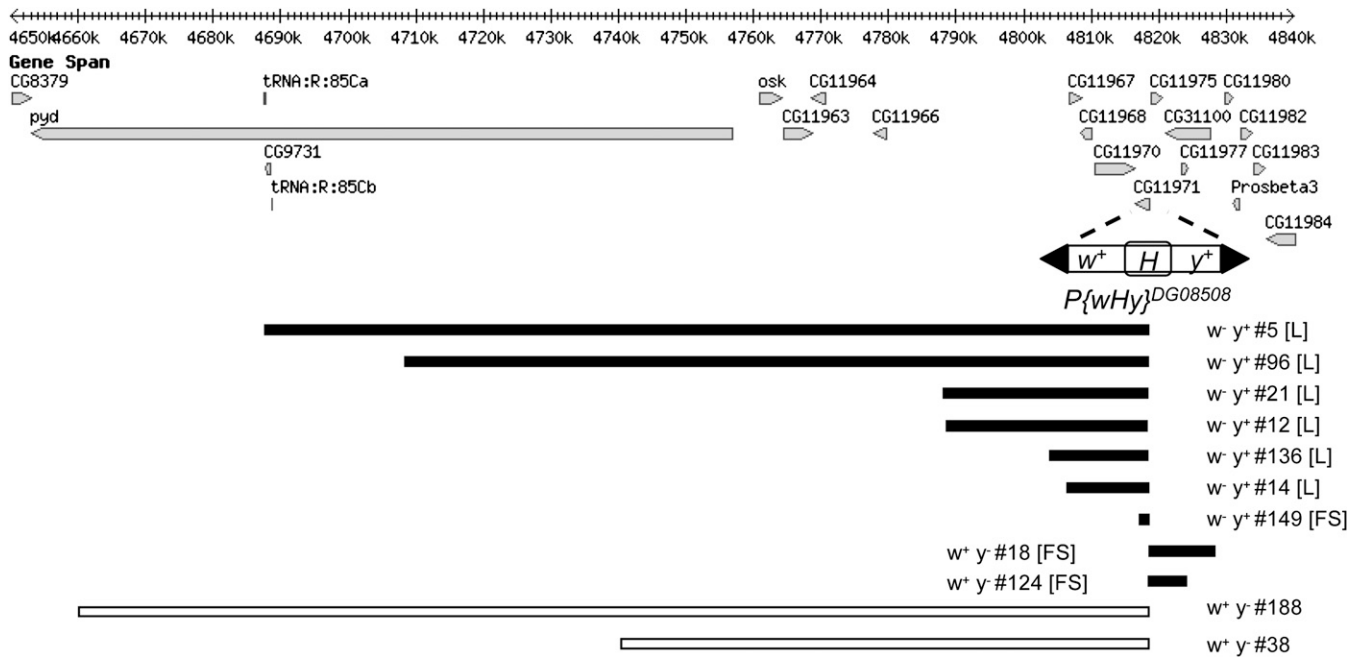 4650k 4660k 4670k 4680k 4690k 4700k 4710k 4720k 4730k 4740k 4750k 4760k 4770k 4780k 4790k 4800k 4810k 4820k 4830k 4840k
Gene Span
CG8379 tRNA:R:85Ca osk CG11964 CG11967 CG11975 CG11980
pyd CG11963 CG11966 CG11968 CG31100 CG11982
CG9731 CG11970 CG11977 CG11983
tRNA:R:85Cb CG11971 Prosbeta3
CG11984
w⁺ H y⁺
P{wHy}ᴰᴳ⁰⁸⁵⁰⁸
w⁻ y⁺ #5 [L]
w⁻ y⁺ #96 [L]
w⁻ y⁺ #21 [L]
w⁻ y⁺ #12 [L]
w⁻ y⁺ #136 [L]
w⁻ y⁺ #14 [L]
w⁻ y⁺ #149 [FS]
w⁺ y⁻ #18 [FS]
w⁺ y⁻ #124 [FS]
w⁺ y⁻ #188
w⁺ y⁻ #38